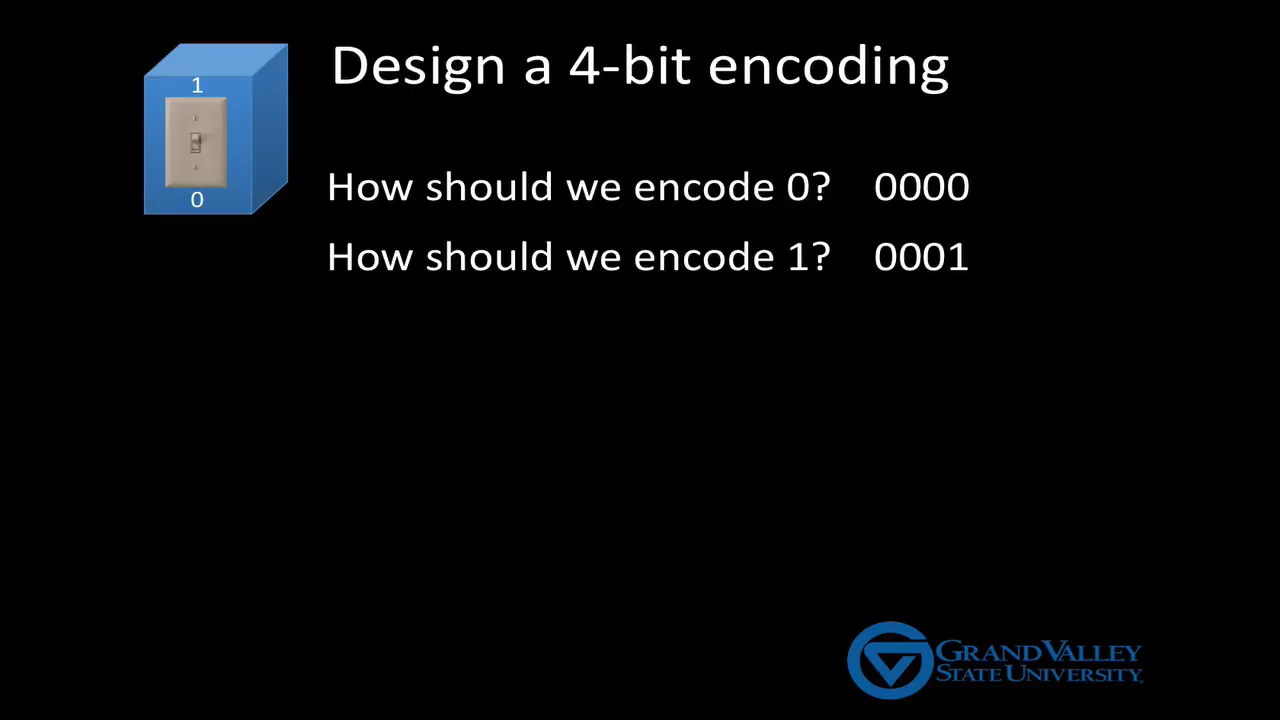 Design a 4-bit encoding
1
0
How should we encode 0? 0000
How should we encode 1? 0001
GRAND VALLEY
STATE UNIVERSITY